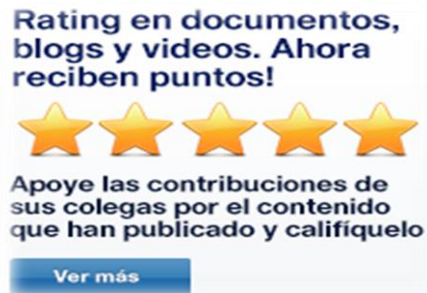 Rating en documentos,
blogs y videos. Ahora
reciben puntos!
Apoye las contribuciones de
sus colegas por el contenido
que han publicado y califíquelo
Ver más